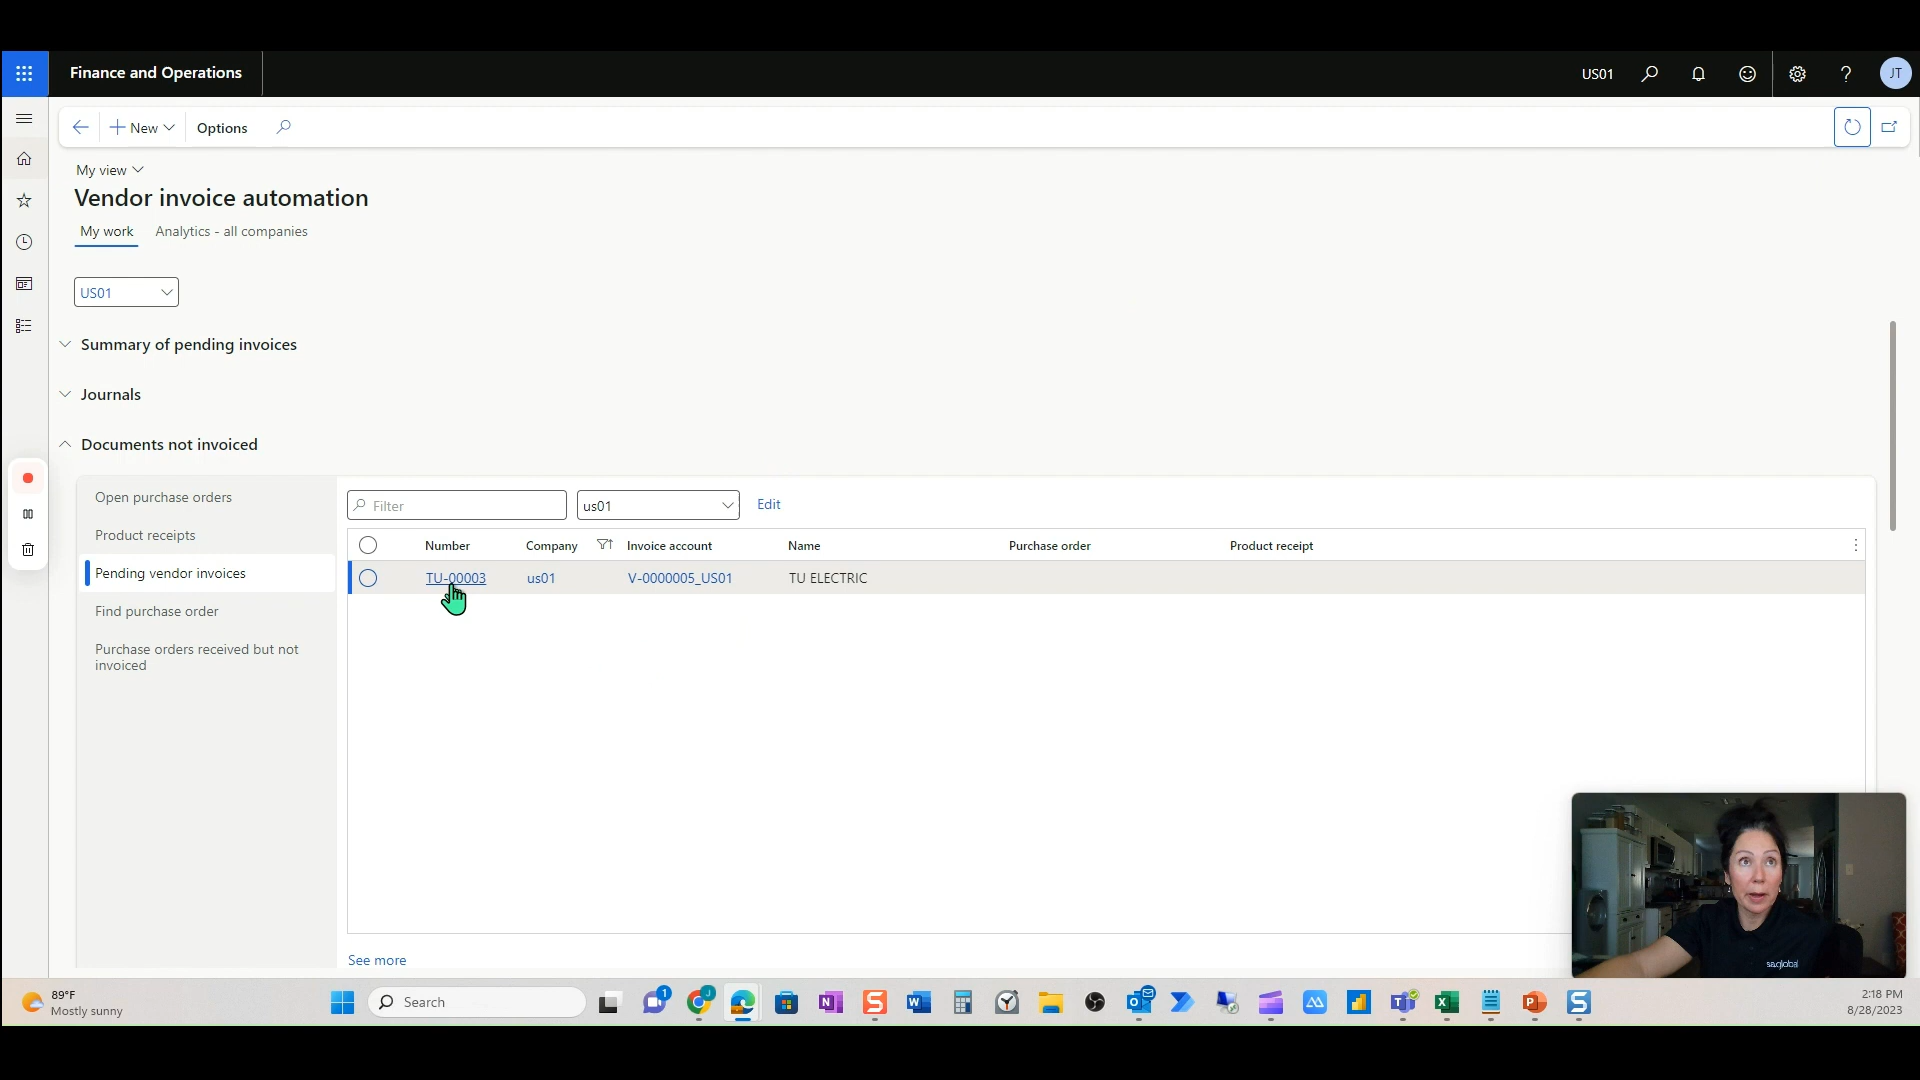 Finance and Operations
US01
JT
New
Options
My view
Vendor invoice automation
My work
Analytics - all companies
US01
Summary of pending invoices
Journals
Documents not invoiced
Open purchase orders
Product receipts
Pending vendor invoices
Find purchase order
Purchase orders received but not
invoiced
Filter
us01
Edit
Number
Company
Invoice account
Name
Purchase order
Product receipt
TU-00003
us01
V-0000005_US01
TU ELECTRIC
See more
saglobal
89°F
Mostly sunny
Search
1
2:18 PM
8/28/2023